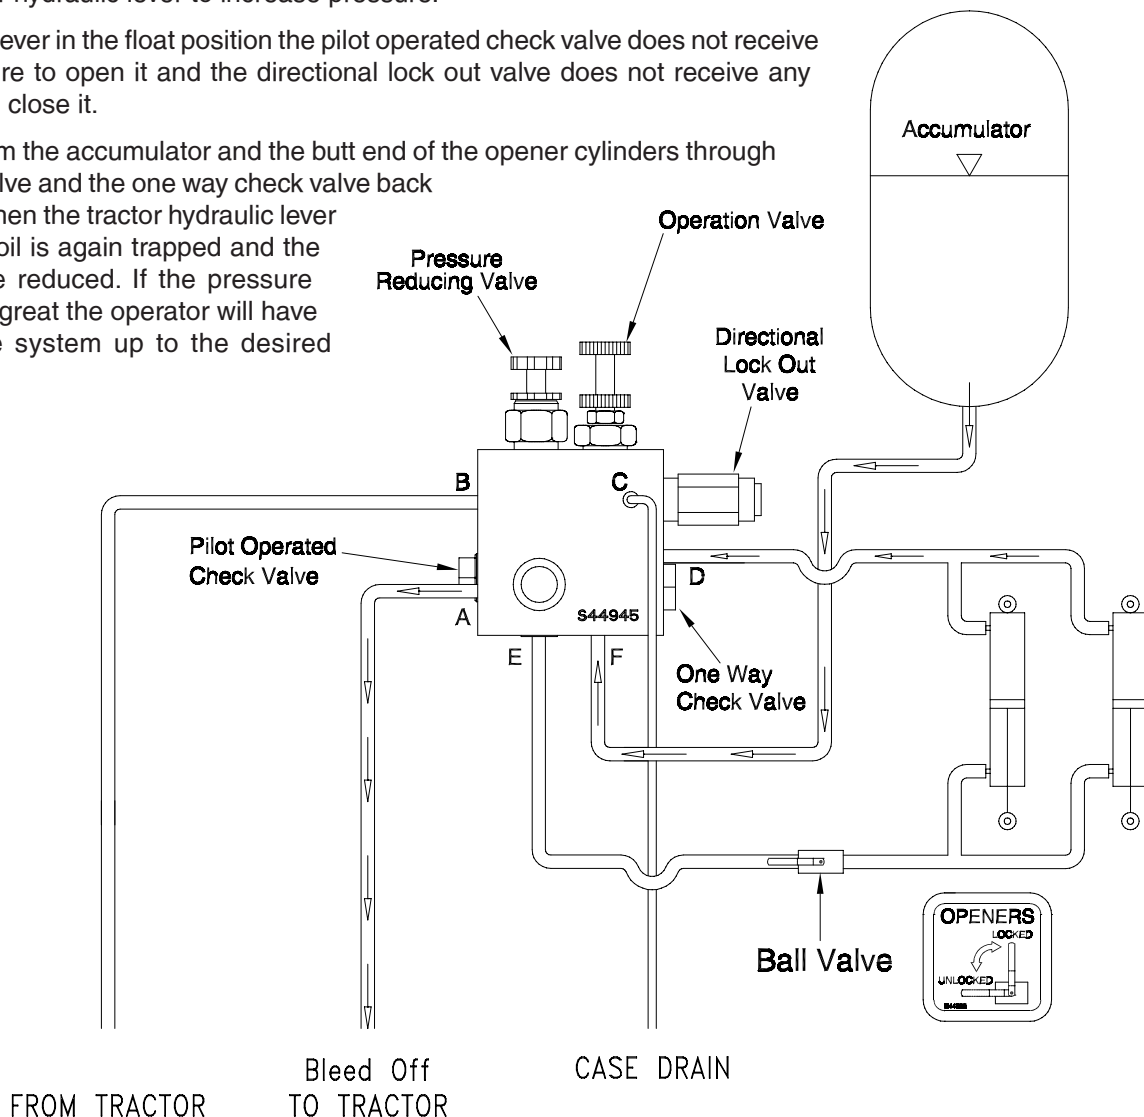 hydraulic lever to increase pressure.
ever in the float position the pilot operated check valve does not receive
re to open it and the directional lock out valve does not receive any
close it.
m the accumulator and the butt end of the opener cylinders through
lve and the one way check valve back
hen the tractor hydraulic lever
oil is again trapped and the
e reduced. If the pressure
great the operator will have
e system up to the desired
Accumulator
Operation Valve
Pressure
Reducing Valve
Directional
Lock Out
Valve
B
C
Pilot Operated
Check Valve
D
A
S44945
E
F
One Way
Check Valve
Ball Valve
OPENERS
LOCKED
UNLOCKED
Bleed Off
CASE DRAIN
FROM TRACTOR
TO TRACTOR